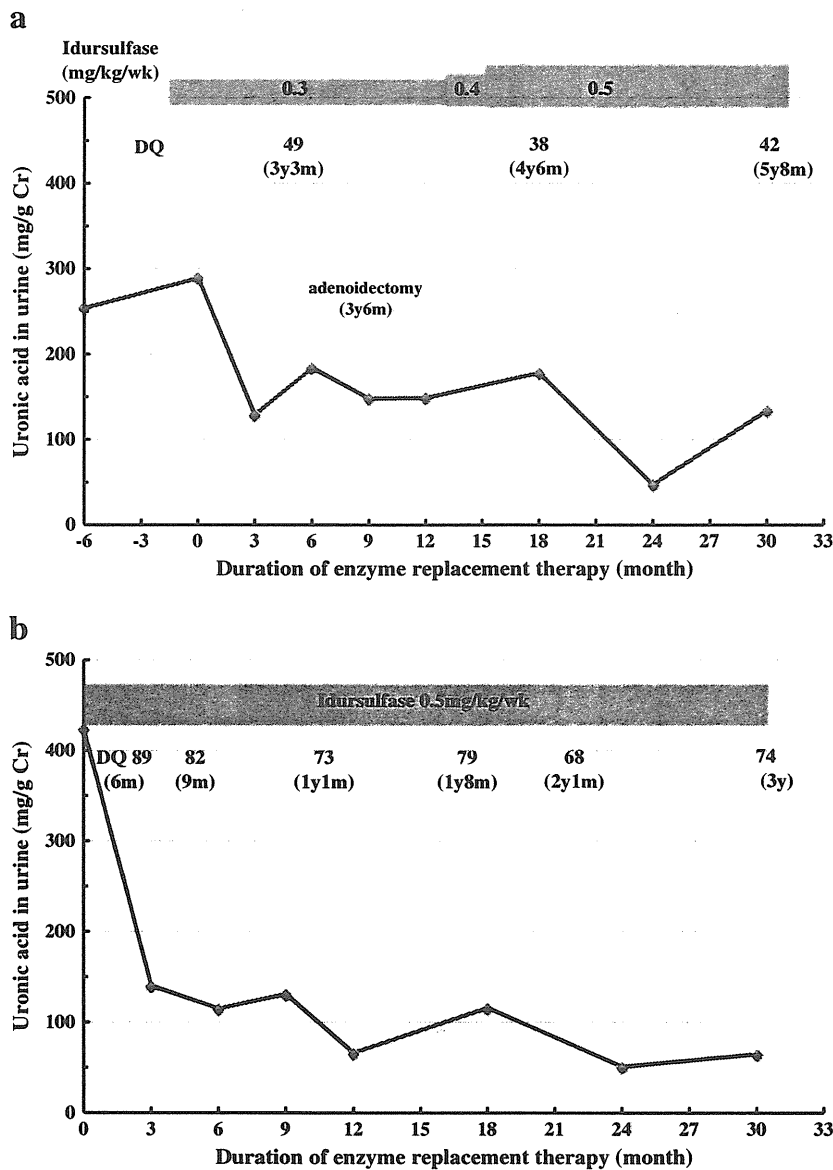 a
Idursulfase
(mg/kg/wk)
0.3 0.4 0.5
500
400
300
200
100
0
DQ 49 38 42
(3y3m) (4y6m) (5y8m)
adenoidectomy
(3y6m)
Uronic acid in urine (mg/g Cr)
-6 -3 0 3 6 9 12 15 18 21 24 27 30 33
Duration of enzyme replacement therapy (month)
b
500
400
300
200
100
0
Idursulfase 0.5mg/kg/wk
DQ 89 82 73 79 68 74
(6m) (9m) (1y1m) (1y8m) (2y1m) (3y)
Uronic acid in urine (mg/g Cr)
0 3 6 9 12 15 18 21 24 27 30 33
Duration of enzyme replacement therapy (month)